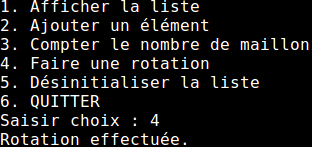 1. Afficher la liste
2. Ajouter un élément
3. Compter le nombre de maillon
4. Faire une rotation
5. Désinitialiser la liste
6. QUITTER
Saisir choix : 4
Rotation effectuée.